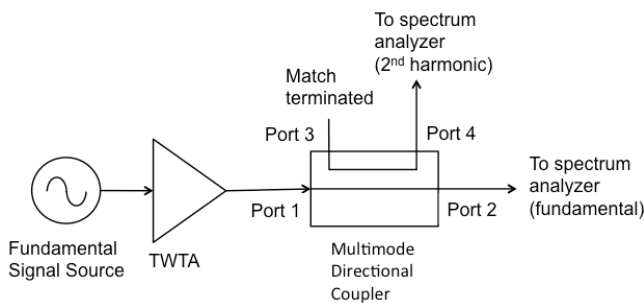 To spectrum
analyzer
(2nd harmonic)
Match
terminated
Port 3
Port 4
To spectrum
analyzer
(fundamental)
Port 1
Port 2
Fundamental
Signal Source
TWTA
Multimode
Directional
Coupler